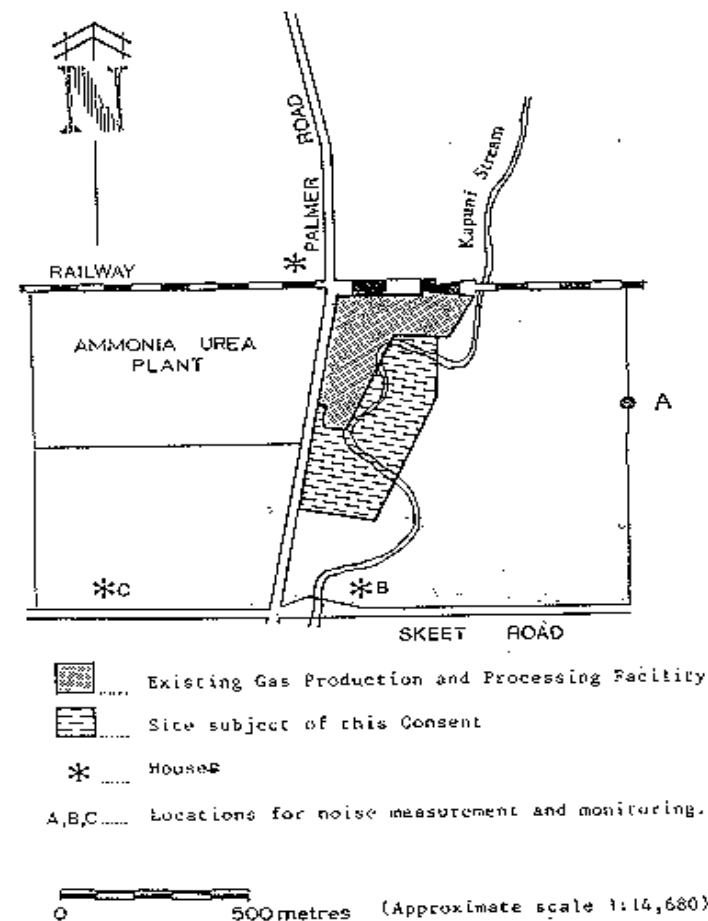 N
PALMER ROAD
Kapuni Stream
RAILWAY
AMMONIA UREA
PLANT
A
C
B
SKEET ROAD
..... Existing Gas Production and Processing Facility
..... Site subject of this Consent
..... Houses
A,B,C..... Locations for noise measurement and monitoring.
0 500 metres (Approximate scale 1:14,680)